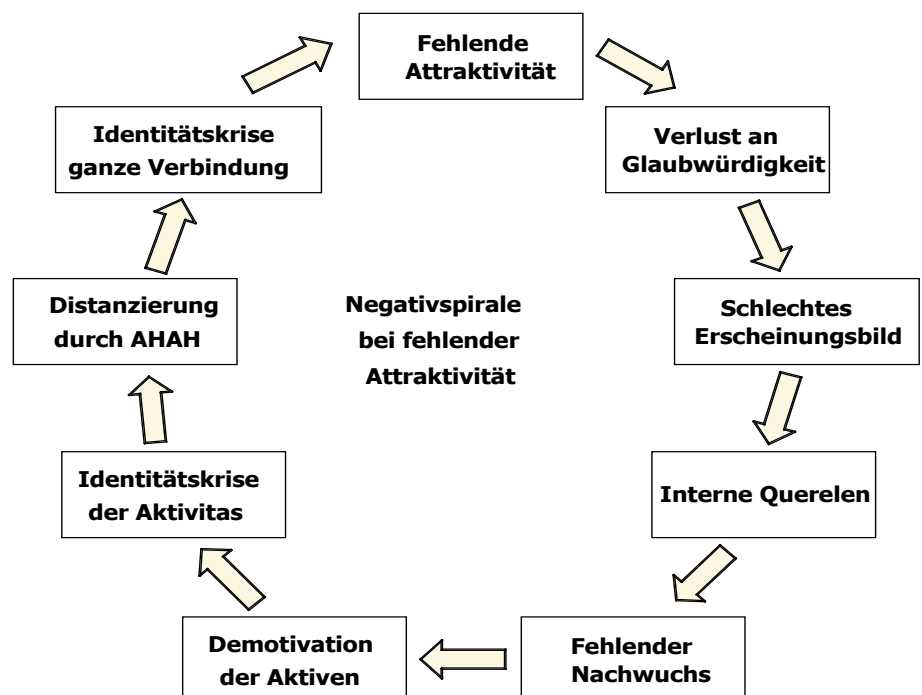 Fehlende
Attraktivität
Verlust an
Glaubwürdigkeit
Schlechtes
Erscheinungsbild
Interne Querelen
Fehlender
Nachwuchs
Demotivation
der Aktiven
Identitätskrise
der Aktivitas
Distanzierung
durch AHAH
Identitätskrise
ganze Verbindung
Negativspirale
bei fehlender
Attraktivität